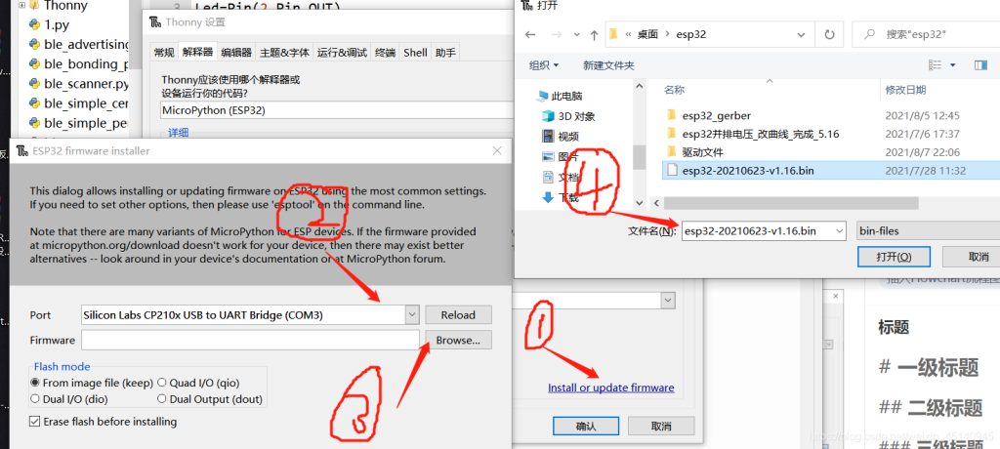 Thonny
1.py
ble_advertising
ble_bonding_p
ble_scanner.py
ble_simple_cen
ble_simple_pe
Led=Pin(2,Pin.OUT)
Thonny 设置
常规 解释器 编辑器 主题&字体 运行&调试 终端 Shell 助手
Thonny应该使用哪个解释器或
设备运行你的代码?
MicroPython (ESP32)
详细
ESP32 firmware installer
This dialog allows installing or updating firmware on ESP32 using the most common settings.
If you need to set other options, then please use 'esptool' on the command line.
Note that there are many variants of MicroPython for ESP devices. If the firmware provided
at micropython.org/download doesn't work for your device, then there may exist better
alternatives -- look around in your device's documentation or at MicroPython forum.
2
Port Silicon Labs CP210x USB to UART Bridge (COM3) Reload
Firmware Browse...
3
Flash mode
From image file (keep) Quad I/O (qio)
Dual I/O (dio) Dual Output (dout)
Erase flash before installing
1
Install or update firmware
确认 取消
打开
« 桌面 › esp32
搜索"esp32"
组织 新建文件夹
此电脑
3D 对象
视频
图片
文档
下载
4
名称 修改日期
esp32_gerber 2021/8/5 12:45
esp32并排电压_改曲线_完成_5.16 2021/7/6 17:37
驱动文件 2021/8/7 22:06
esp32-20210623-v1.16.bin 2021/7/28 11:32
文件名(N): esp32-20210623-v1.16.bin bin-files
打开(O) 取消
插入Flowchart流程图
标题
# 一级标题
## 二级标题
### 三级标题